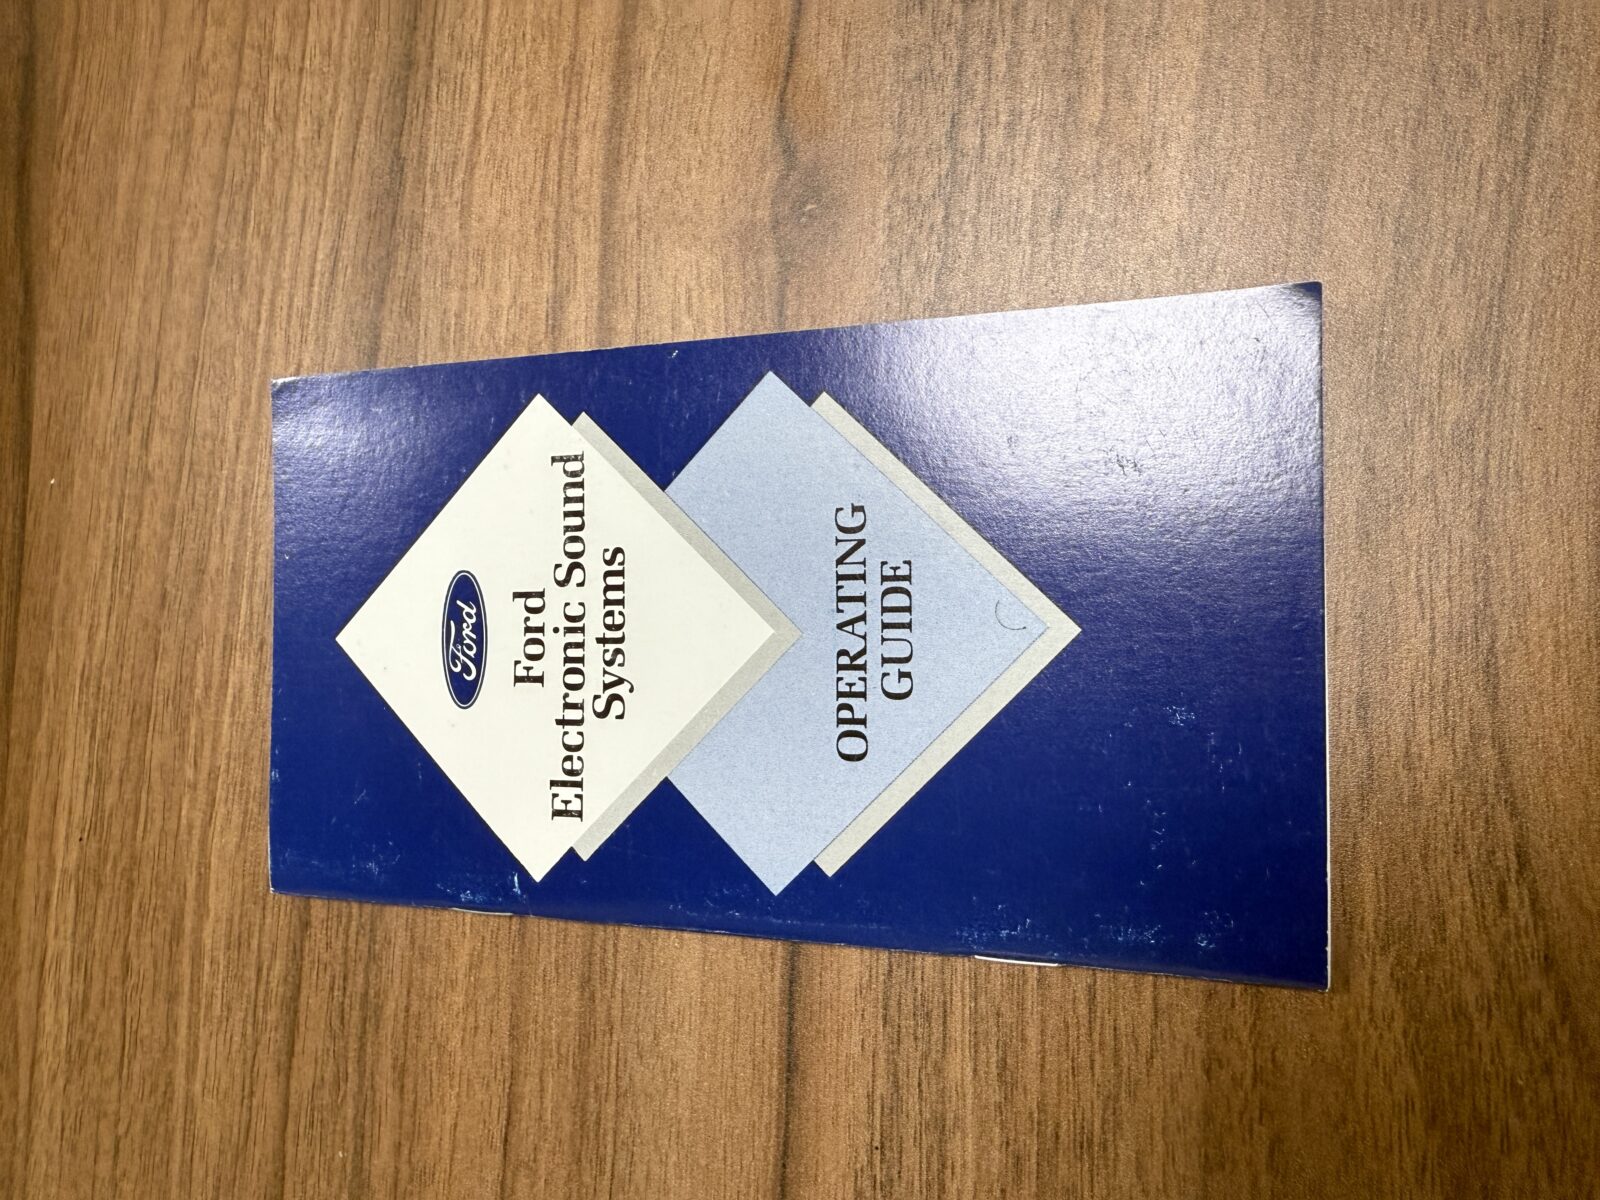 Ford
Ford
Electronic Sound
Systems
OPERATING
GUIDE